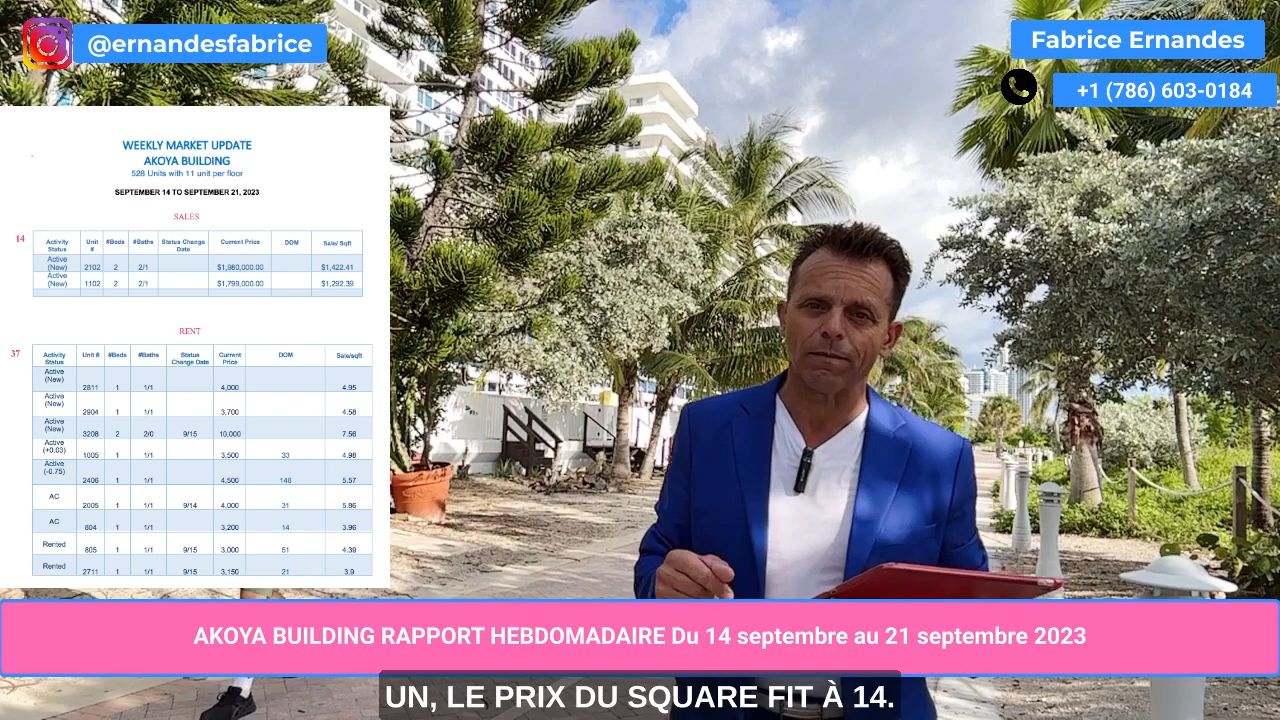 @ernandesfabrice
Fabrice Ernandes
+1 (786) 603-0184
WEEKLY MARKET UPDATE
AKOYA BUILDING
528 Units with 11 unit per floor
SEPTEMBER 14 TO SEPTEMBER 21, 2023
SALES
14
Activity Status Unit # #Beds #Baths Status Change Date Current Price DOM Sale/ Sqft
Active (New) 2102 2 2/1 $1,980,000.00 $1,422.41
Active (New) 1102 2 2/1 $1,799,000.00 $1,292.39
RENT
37
Activity Status Unit # #Beds #Baths Status Change Date Current Price DOM Sale/sqft
Active (New) 2811 1 1/1 4,000 4.95
Active (New) 2904 1 1/1 3,700 4.58
Active (New) 3208 2 2/0 9/15 10,000 7.56
Active (+0.03) 1005 1 1/1 3,500 33 4.98
Active (-6.75) 2406 1 1/1 4,500 148 5.57
AC 2005 1 1/1 9/14 4,000 31 5.86
AC 804 1 1/1 3,200 14 3.96
Rented 805 1 1/1 9/15 3,000 51 4.39
Rented 2711 1 1/1 9/15 3,150 21 3.9
AKOYA BUILDING RAPPORT HEBDOMADAIRE Du 14 septembre au 21 septembre 2023
UN, LE PRIX DU SQUARE FIT À 14.